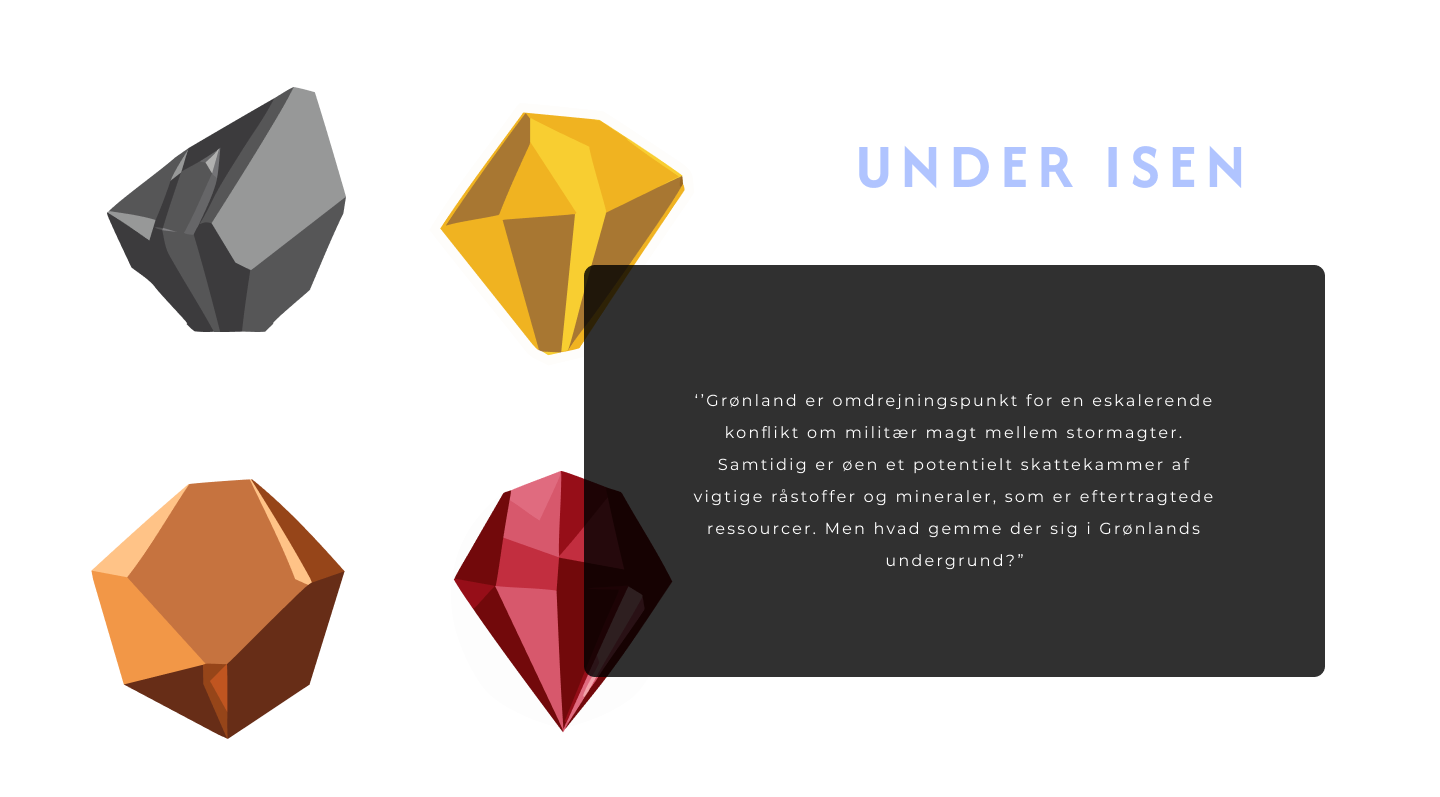 UNDER ISEN
‘’Grønland er omdrejningspunkt for en eskalerende
konflikt om militær magt mellem stormagter.
Samtidig er øen et potentielt skattekammer af
vigtige råstoffer og mineraler, som er eftertragtede
ressourcer. Men hvad gemme der sig i Grønlands
undergrund?”